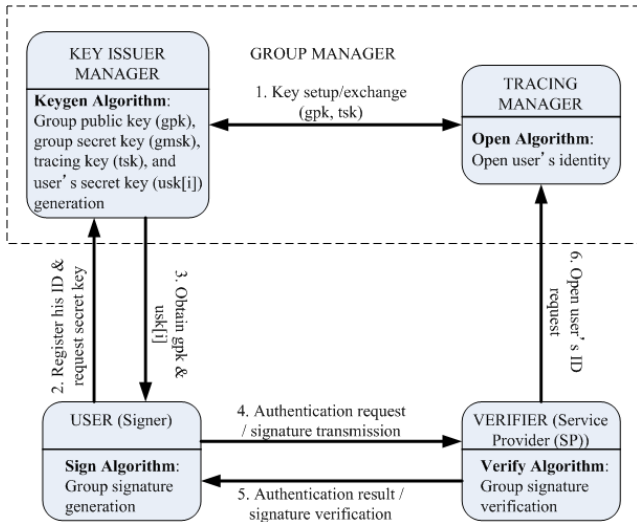 KEY ISSUER
MANAGER
Keygen Algorithm:
Group public key (gpk),
group secret key (gmsk),
tracing key (tsk), and
user's secret key (usk[i])
generation
GROUP MANAGER
1. Key setup/exchange
(gpk, tsk)
TRACING
MANAGER
Open Algorithm:
Open user's identity
2. Register his ID &
request secret key
3. Obtain gpk &
usk[i]
6. Open user's ID
request
USER (Signer)
Sign Algorithm:
Group signature
generation
4. Authentication request
/ signature transmission
5. Authentication result /
signature verification
VERIFIER (Service
Provider (SP))
Verify Algorithm:
Group signature
verification